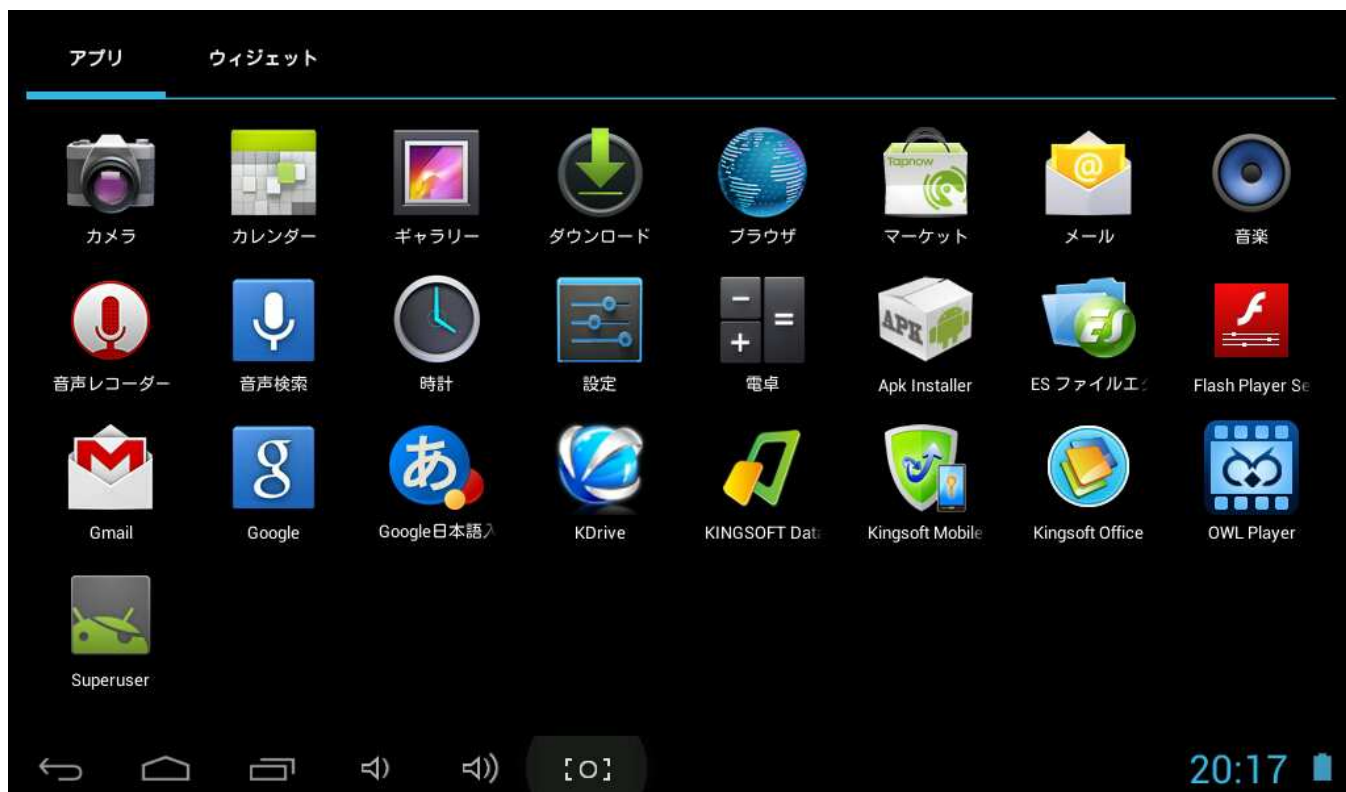 アプリ ウィジェット
Tapnow
@
カメラ カレンダー ギャラリー ダウンロード ブラウザ マーケット メール 音楽
APK ES
音声レコーダー 音声検索 時計 設定 電卓 Apk Installer ES ファイルエ Flash Player Se
g あ
Gmail Google Google日本語入 KDrive KINGSOFT Data Kingsoft Mobile Kingsoft Office OWL Player
Superuser
20:17